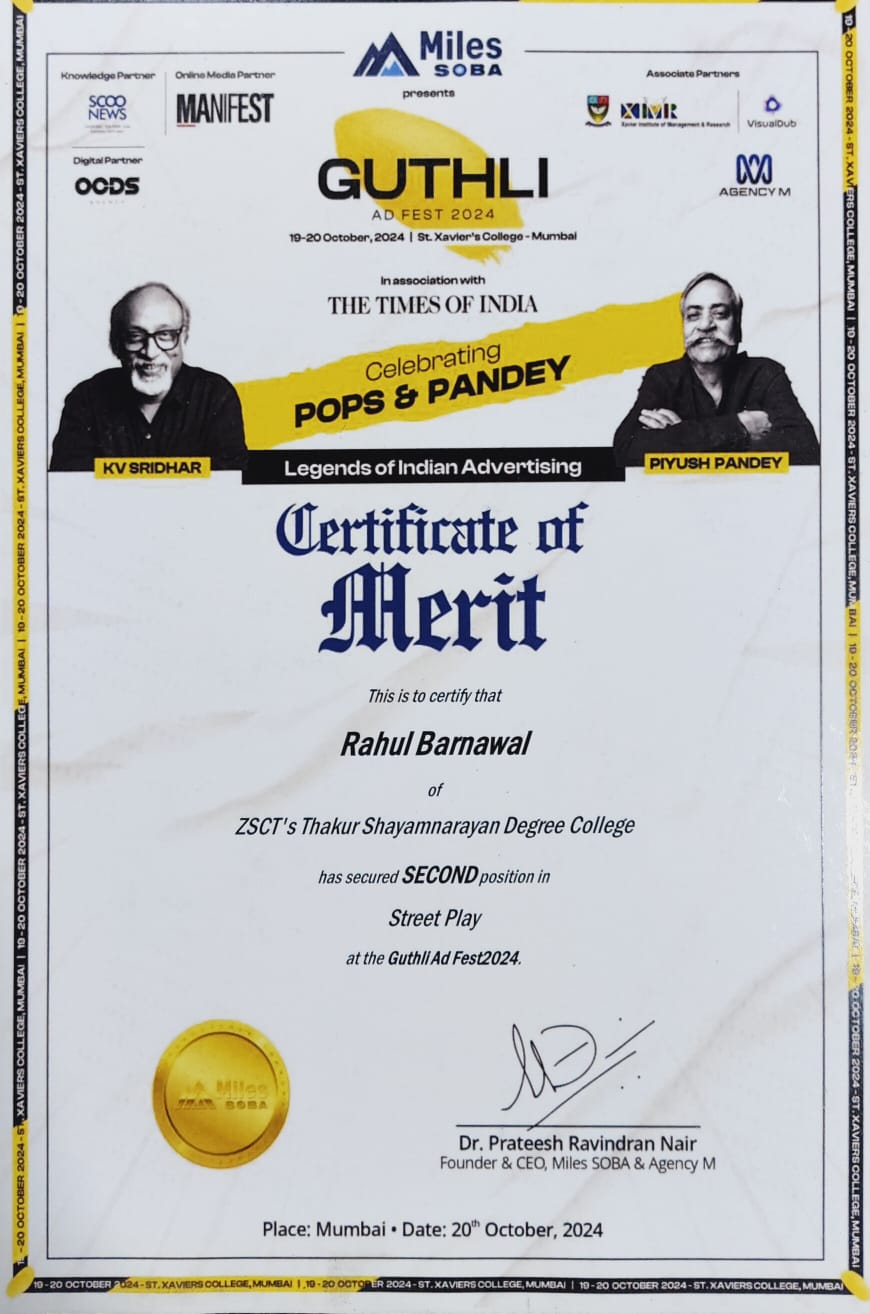 Miles
SOBA
presents
Knowledge Partner
SCOO
NEWS
Online Media Partner
MANIFEST
Digital Partner
OCDS
Associate Partners
XIMR
Xavier Institute of Management & Research
VisualDub
AGENCY M
GUTHLI
AD FEST 2024
19-20 October, 2024 | St. Xavier's College - Mumbai
In association with
THE TIMES OF INDIA
Celebrating
POPS & PANDEY
KV SRIDHAR
Legends of Indian Advertising
PIYUSH PANDEY
Certificate of
Merit
This is to certify that
Rahul Barnawal
of
ZSCT's Thakur Shayamnarayan Degree College
has secured SECOND position in
Street Play
at the Guthli Ad Fest2024.
Miles
SOBA
Dr. Prateesh Ravindran Nair
Founder & CEO, Miles SOBA & Agency M
Place: Mumbai • Date: 20th October, 2024
19-20 OCTOBER 2024 - ST. XAVIERS COLLEGE, MUMBAI | 19-20 OCTOBER 2024 - ST. XAVIERS COLLEGE, MUMBAI | 19-20 OCTOBER 2024 - ST. XAVIERS COLLEGE, MUMBAI